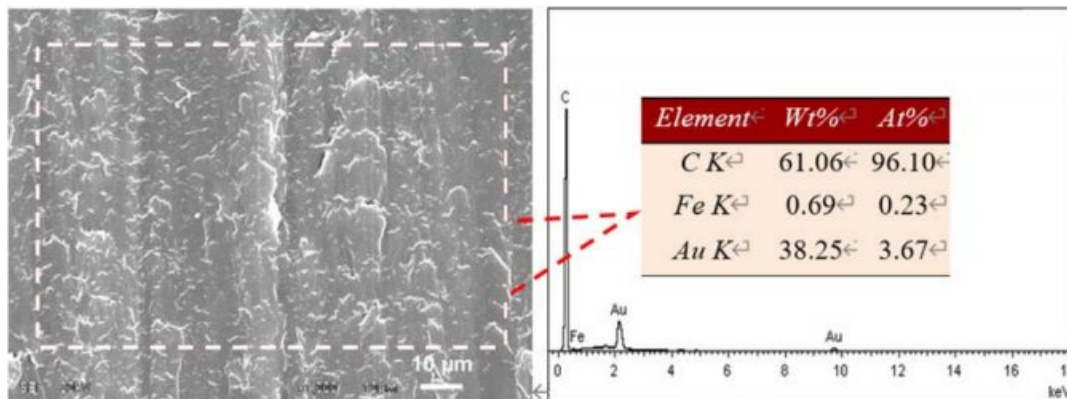 C
Element↵ Wt%↵ At%↵
C K↵ 61.06↵ 96.10↵
Fe K↵ 0.69↵ 0.23↵
Au K↵ 38.25↵ 3.67↵
Fe
Au
Au
10 μm
0 2 4 6 8 10 12 14 16 1
keV